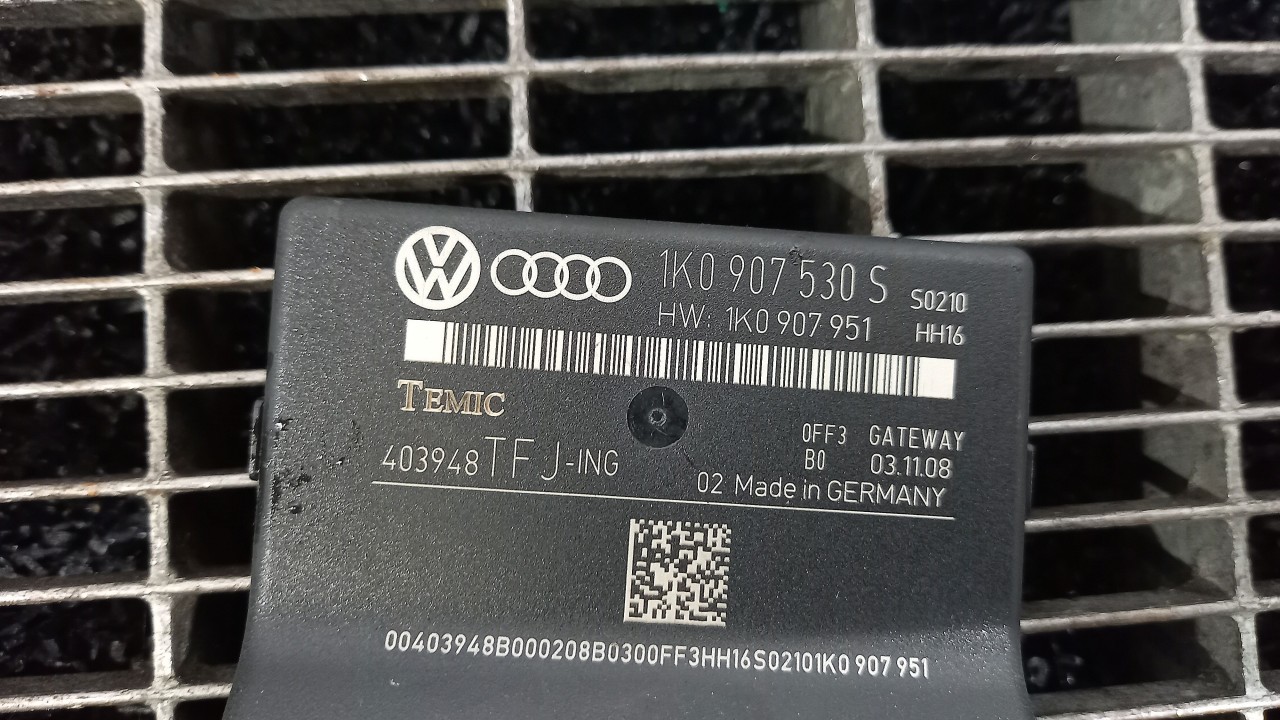 1K0 907 530 S S0210
HW: 1K0 907 951 HH16
TEMIC
0FF3 GATEWAY
403948TFJ-ING B0 03.11.08
02 Made in GERMANY
00403948B000208B0300FF3HH16S02101K0 907 951